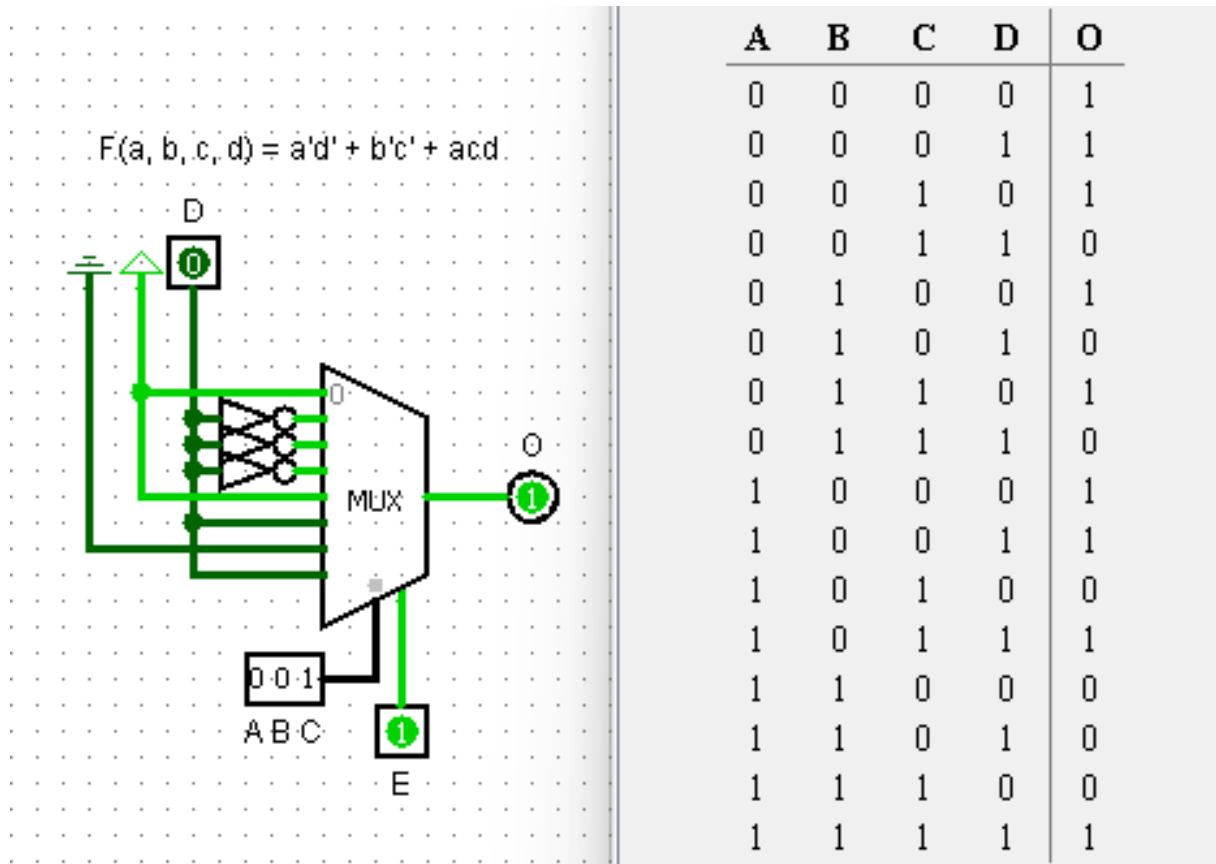 F(a, b, c, d) = a'd' + b'c' + acd
D
0
0
O
1
MUX
0 0 1
A B C
1
E
A B C D O
0 0 0 0 1
0 0 0 1 1
0 0 1 0 1
0 0 1 1 0
0 1 0 0 1
0 1 0 1 0
0 1 1 0 1
0 1 1 1 0
1 0 0 0 1
1 0 0 1 1
1 0 1 0 0
1 0 1 1 1
1 1 0 0 0
1 1 0 1 0
1 1 1 0 0
1 1 1 1 1